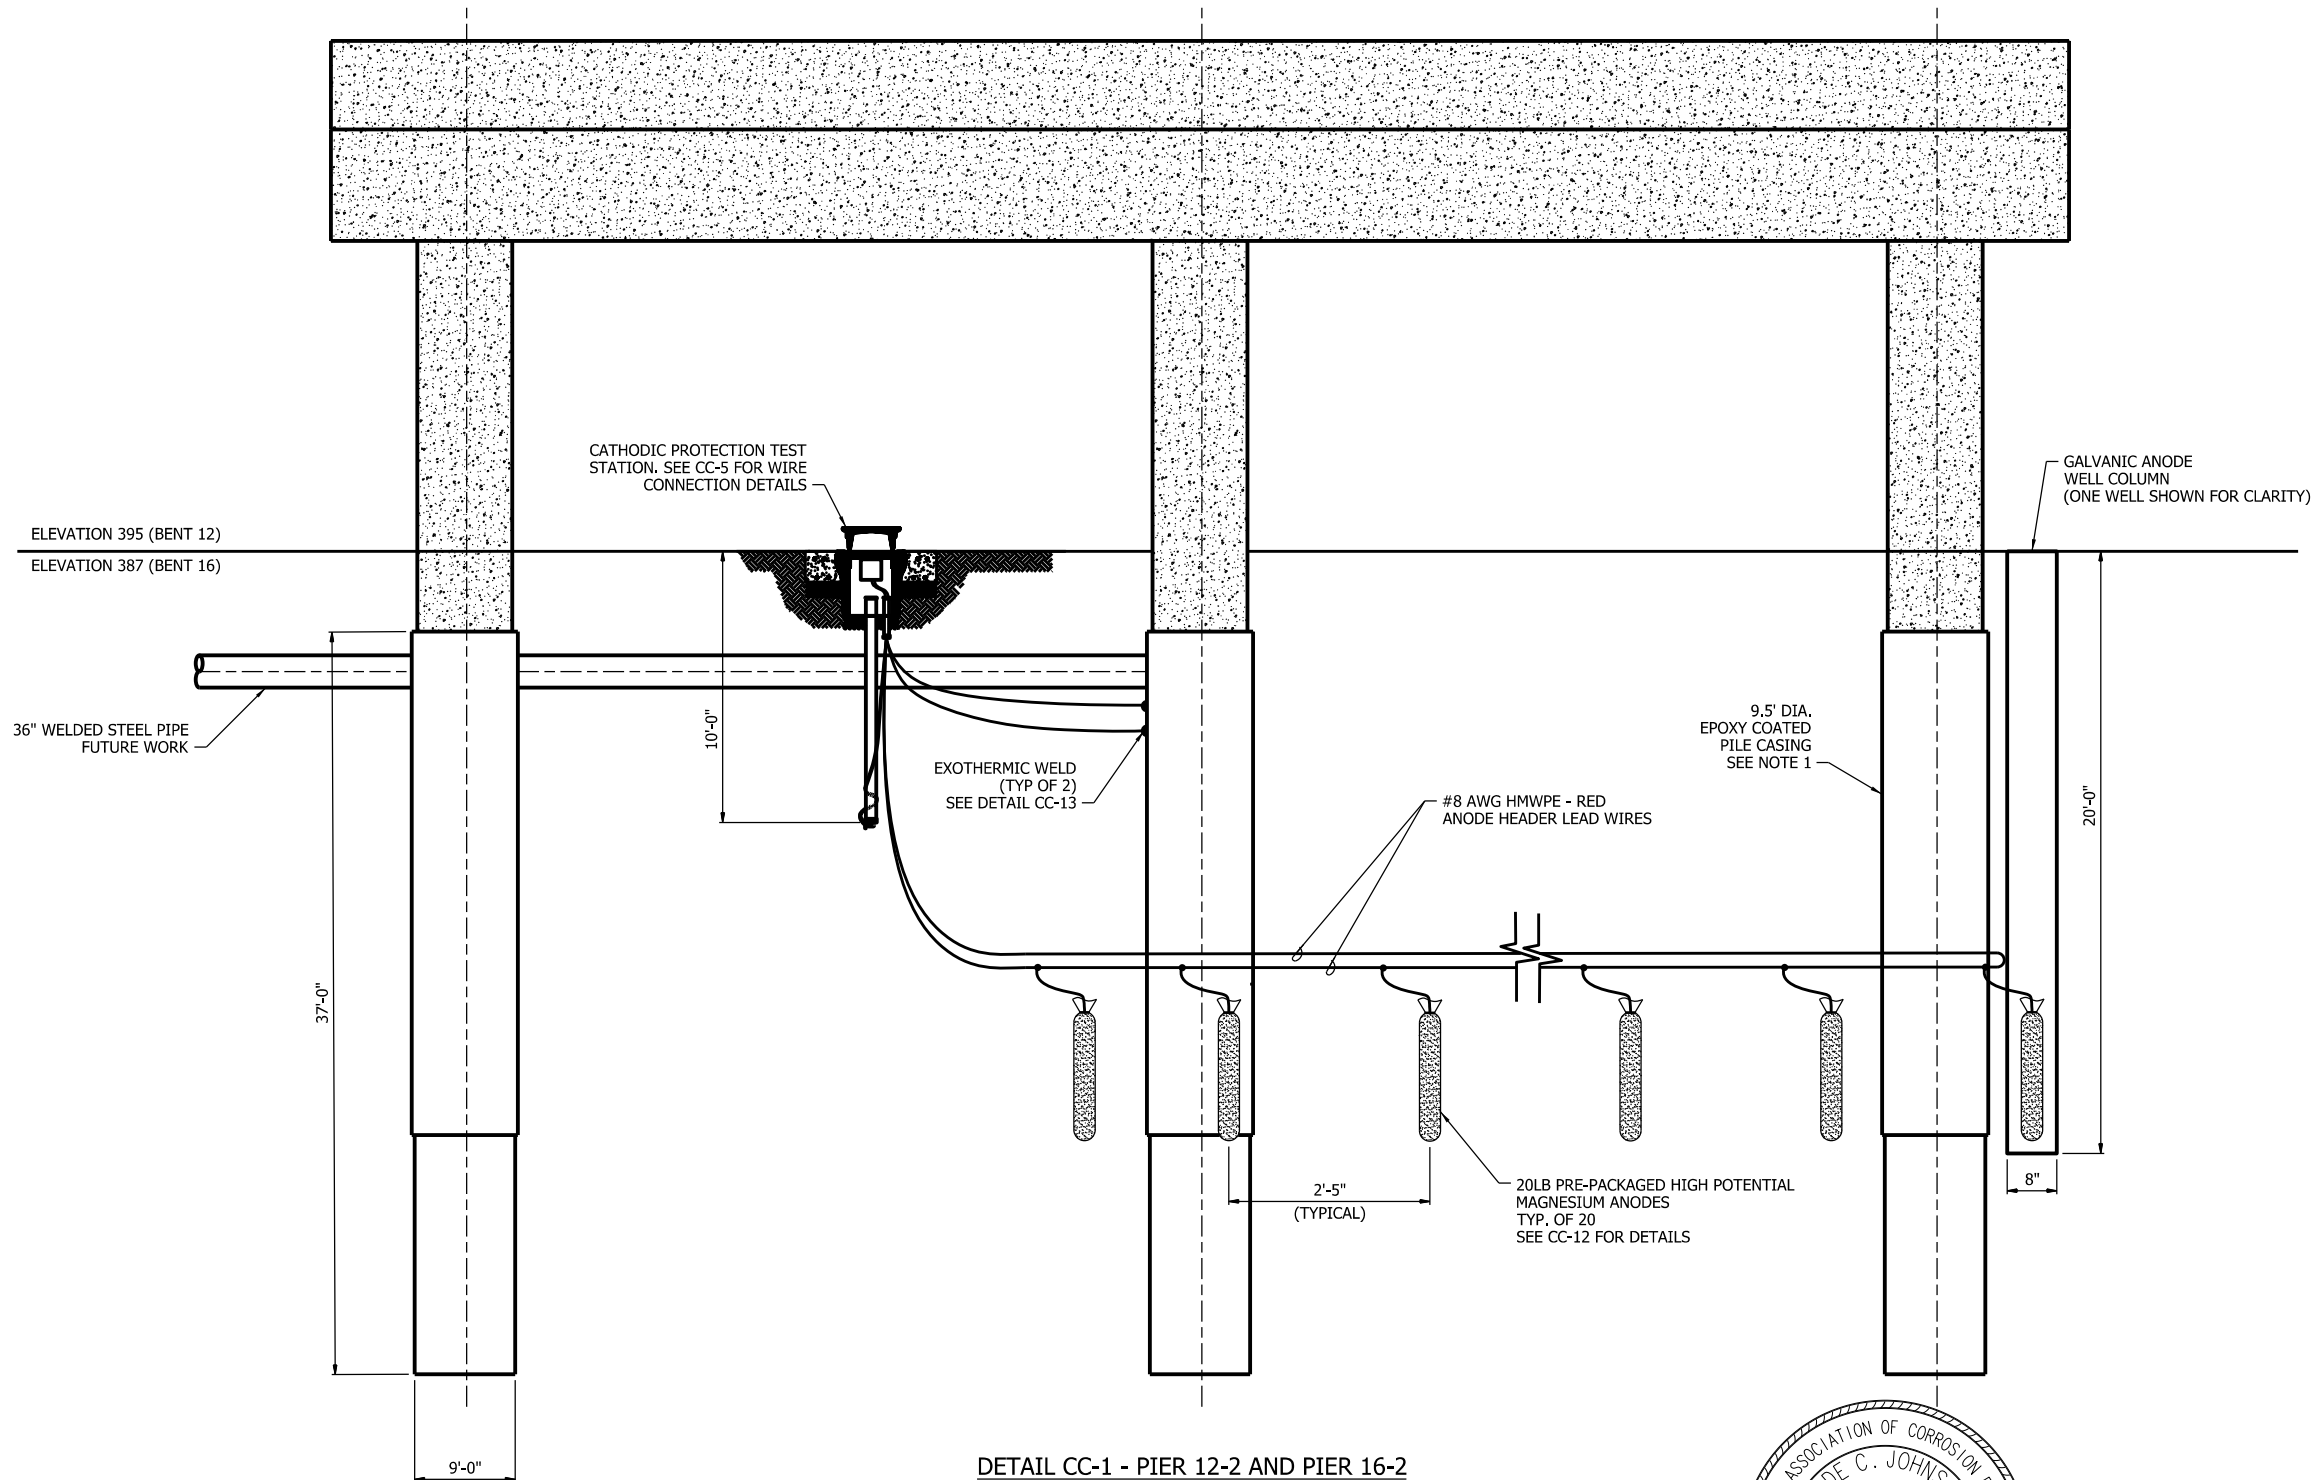 CATHODIC PROTECTION TEST
STATION. SEE CC-5 FOR WIRE
CONNECTION DETAILS
GALVANIC ANODE
WELL COLUMN
(ONE WELL SHOWN FOR CLARITY)
ELEVATION 395 (BENT 12)
ELEVATION 387 (BENT 16)
36" WELDED STEEL PIPE
FUTURE WORK
10'-0"
9.5' DIA.
EPOXY COATED
PILE CASING
SEE NOTE 1
EXOTHERMIC WELD
(TYP OF 2)
SEE DETAIL CC-13
#8 AWG HMWPE - RED
ANODE HEADER LEAD WIRES
20'-0"
37'-0"
2'-5"
(TYPICAL)
20LB PRE-PACKAGED HIGH POTENTIAL
MAGNESIUM ANODES
TYP. OF 20
SEE CC-12 FOR DETAILS
8"
9'-0"
DETAIL CC-1 - PIER 12-2 AND PIER 16-2
ASSOCIATION OF CORROSION
C. JOHNS